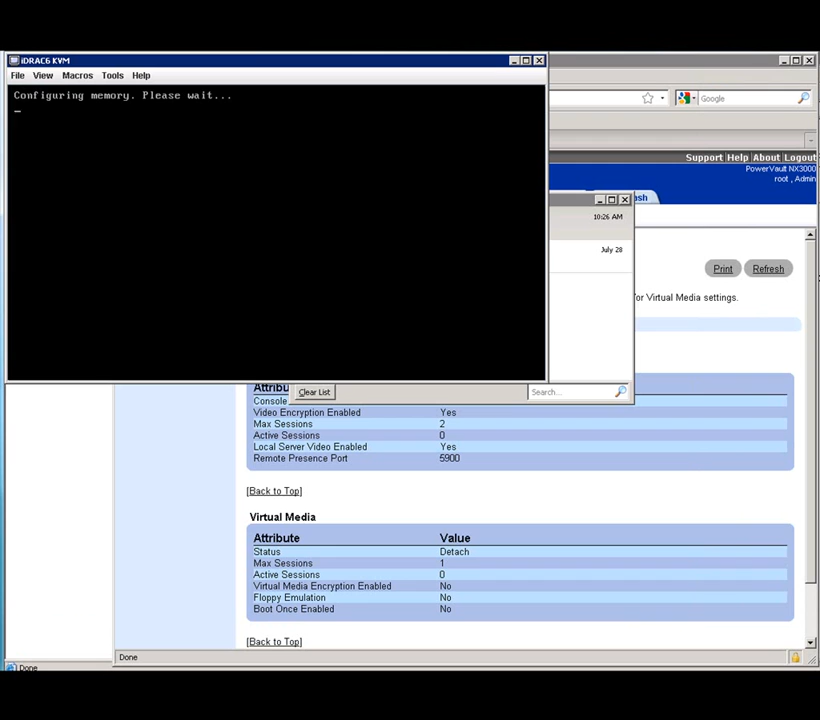 iDRAC6 KVM
File View Macros Tools Help
Configuring memory. Please wait...
Google
Support Help About Logout
PowerVault NX3000
root , Admin
ash
10:26 AM
July 28
Print Refresh
for Virtual Media settings.
Clear List
Search...
Attribu
Console
Video Encryption Enabled Yes
Max Sessions 2
Active Sessions 0
Local Server Video Enabled Yes
Remote Presence Port 5900
[Back to Top]
Virtual Media
Attribute Value
Status Detach
Max Sessions 1
Active Sessions 0
Virtual Media Encryption Enabled No
Floppy Emulation No
Boot Once Enabled No
[Back to Top]
Done
Done